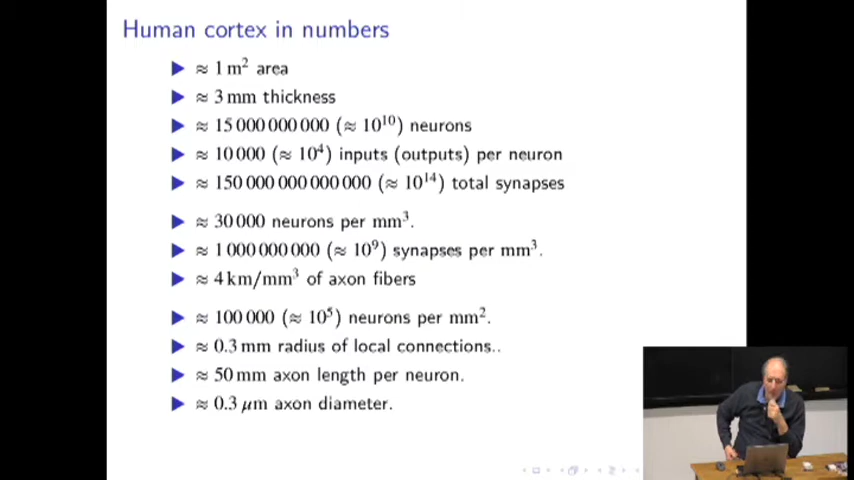 Human cortex in numbers
≈ 1 m² area
≈ 3 mm thickness
≈ 15 000 000 000 (≈ 10¹⁰) neurons
≈ 10 000 (≈ 10⁴) inputs (outputs) per neuron
≈ 150 000 000 000 000 (≈ 10¹⁴) total synapses
≈ 30 000 neurons per mm³.
≈ 1 000 000 000 (≈ 10⁹) synapses per mm³.
≈ 4 km/mm³ of axon fibers
≈ 100 000 (≈ 10⁵) neurons per mm².
≈ 0.3 mm radius of local connections..
≈ 50 mm axon length per neuron.
≈ 0.3 μm axon diameter.